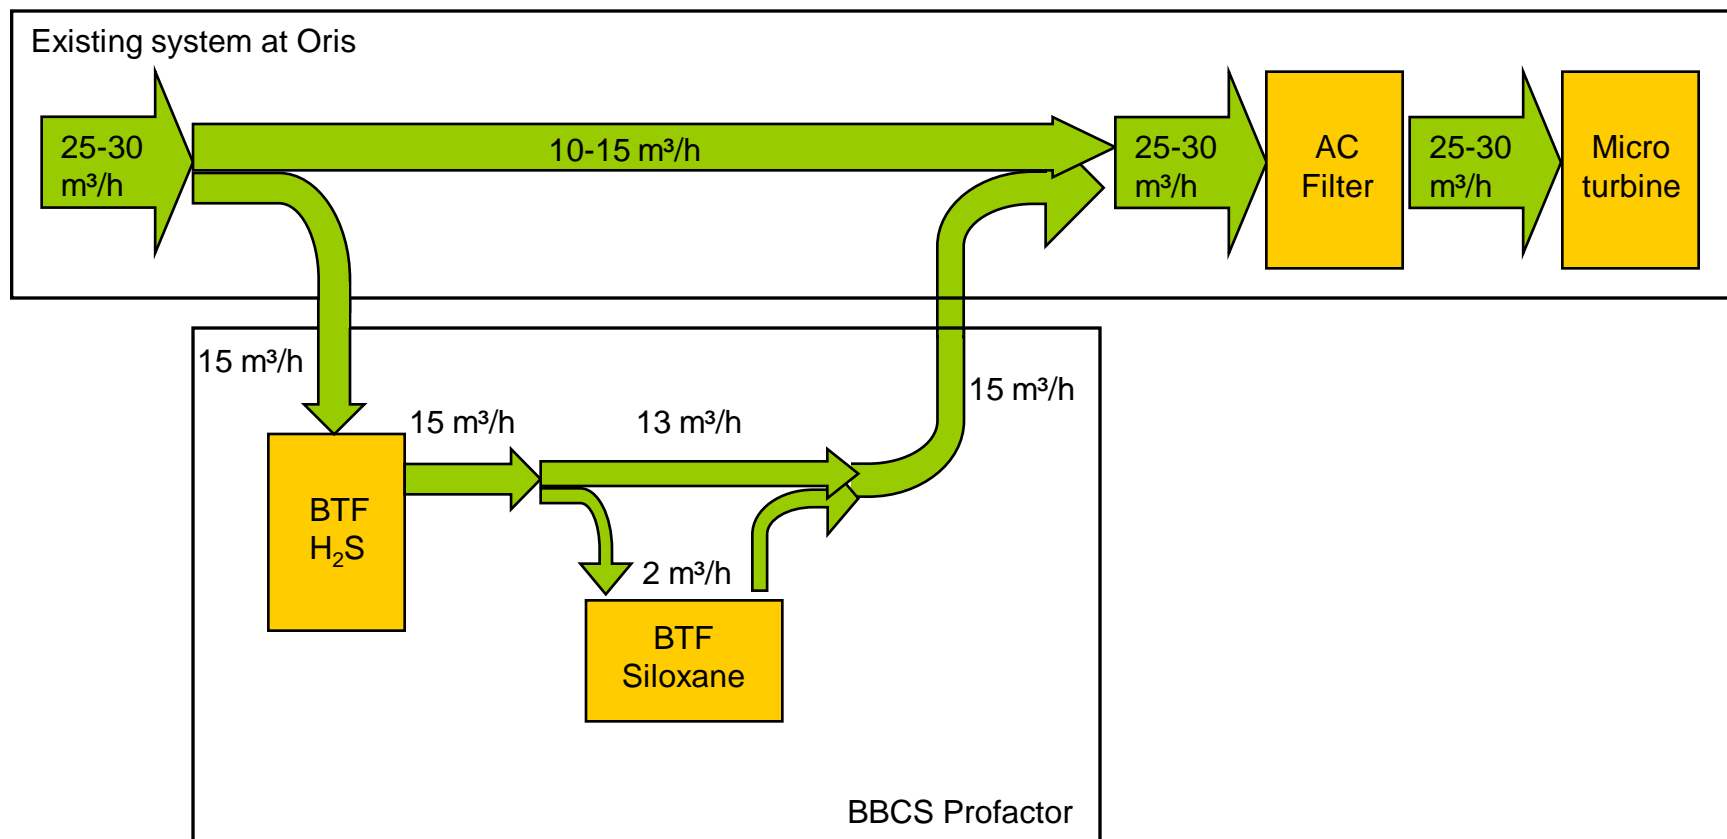 Existing system at Oris
25-30
m³/h
10-15 m³/h
25-30
m³/h
AC
Filter
25-30
m³/h
Micro
turbine
15 m³/h
15 m³/h
13 m³/h
15 m³/h
BTF
H₂S
2 m³/h
BTF
Siloxane
BBCS Profactor